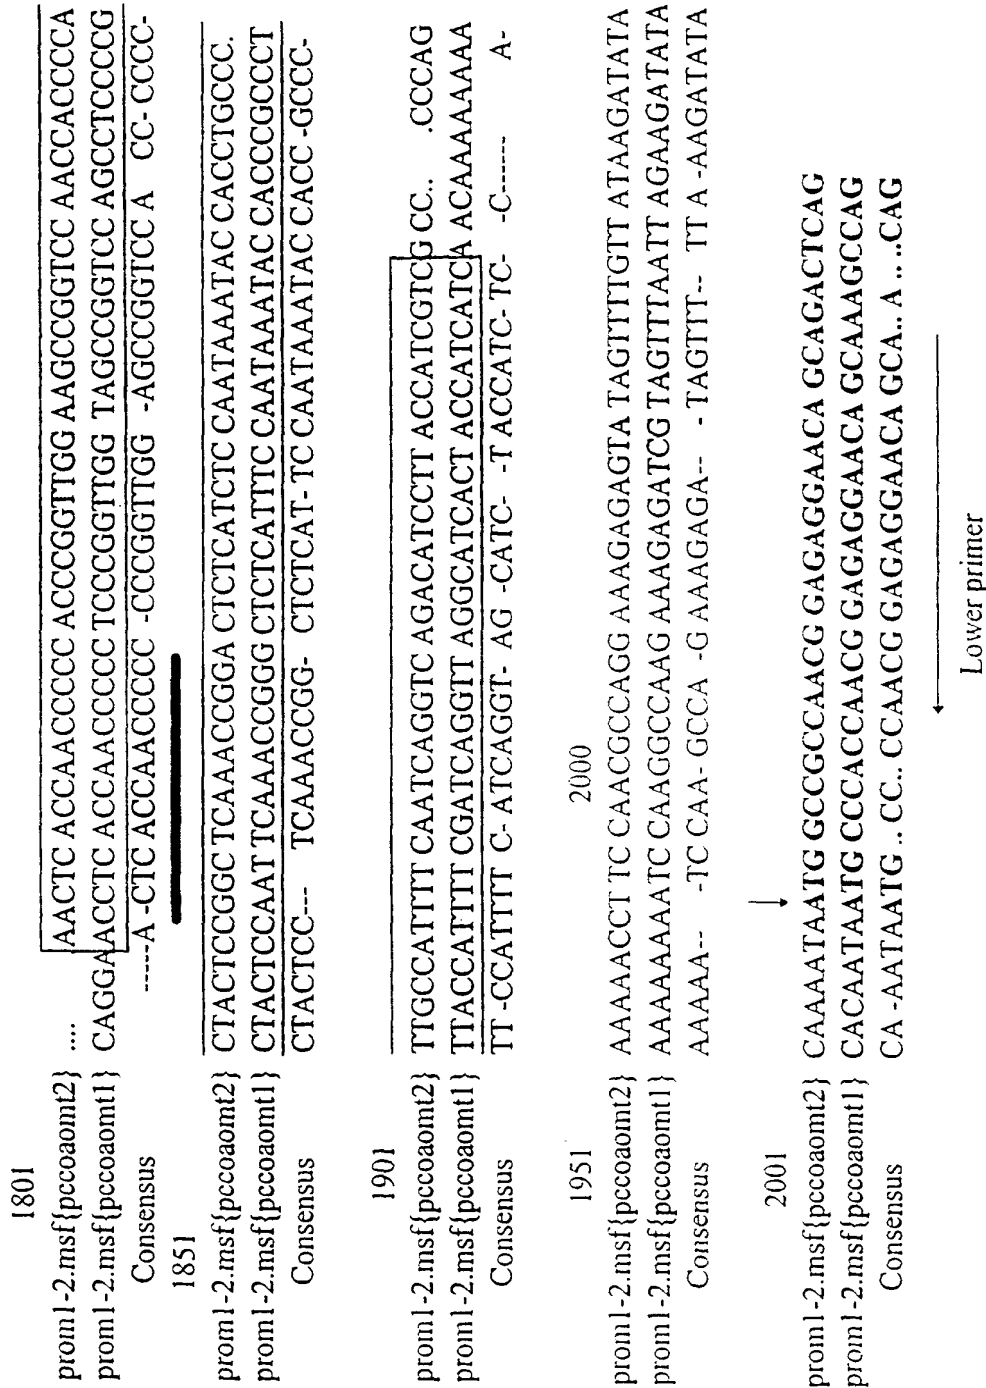 1801
prom1-2.msf{pccoaomt2} .... AACTC ACCAACCCCC ACCCGGTTGG AAGCCGGTCC AACCACCCCA
prom1-2.msf{pccoaomt1} CAGGAACCTC ACCAACCCCC TCCCGGTTGG TAGCCGGTCC AGCCTCCCCG
Consensus -----A -CTC ACCAACCCCC -CCCGGTTGG -AGCCGGTCC A CC- CCCC-
1851
prom1-2.msf{pccoaomt2} CTACTCCGGC TCAAACCGGA CTCTCATCTC CAATAAATAC CACCTGCCC.
prom1-2.msf{pccoaomt1} CTACTCCAAT TCAAACCGGG CTCTCATTTC CAATAAATAC CACCCGCCCT
Consensus CTACTCC--- TCAAACCGG- CTCTCAT- TC CAATAAATAC CACC -GCCC-
1901
prom1-2.msf{pccoaomt2} TTGCCATTTT CAATCAGGTC AGACATCCTT ACCATCGTCG CC.. .CCCAG
prom1-2.msf{pccoaomt1} TTACCATTTT CGATCAGGTT AGGCATCACT ACCATCATCA ACAAAAAAAA
Consensus TT -CCATTTT C- ATCAGGT- AG -CATC- -T ACCATC- TC- -C------ A-
1951 2000
prom1-2.msf{pccoaomt2} AAAAACCT TC CAACGCCAGG AAAGAGAGTA TAGTTTTGTT ATAAGATATA
prom1-2.msf{pccoaomt1} AAAAAAAATC CAAGGCCAAG AAAGAGATCG TAGTTTAATT AGAAGATATA
Consensus AAAAA-- -TC CAA- GCCA -G AAAGAGA-- - TAGTTT-- TT A -AAGATATA
2001
prom1-2.msf{pccoaomt2} CAAAATAATG GCCGCCAACG GAGAGGAACA GCAGACTCAG
prom1-2.msf{pccoaomt1} CACAATAATG CCCACCAACG GAGAGGAACA GCAAAGCCAG
Consensus CA -AATAATG .. CC.. CCAACG GAGAGGAACA GCA.. A .. ..CAG
Lower primer